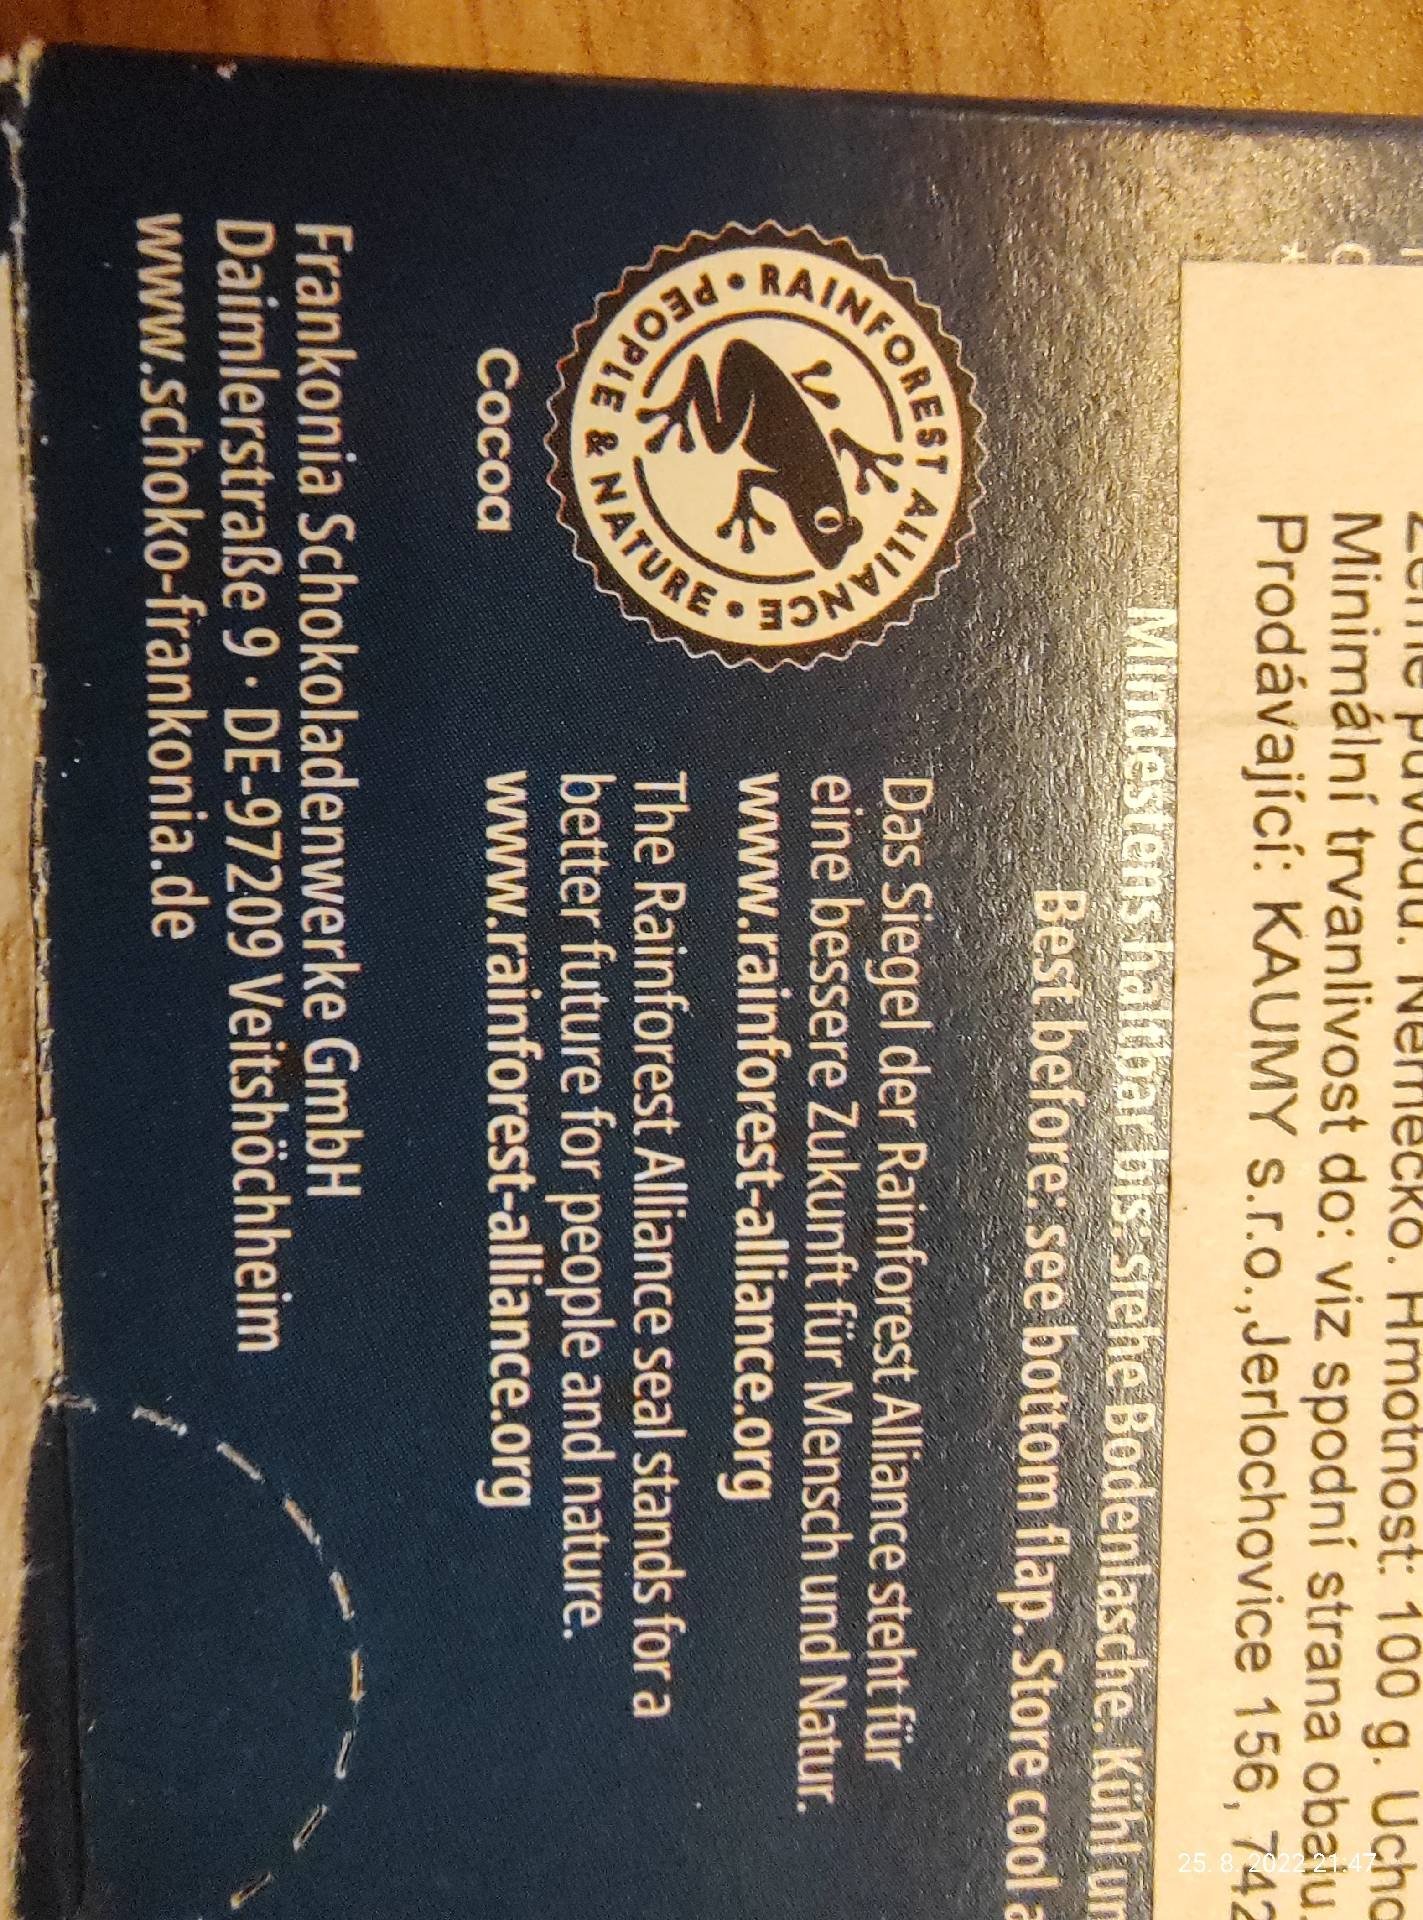 Země původu: Německo. Hmotnost: 100 g.
Minimální trvanlivost do: viz spodní strana obalu.
Prodávající: KAUMY s.r.o.,Jerlochovice 156, 742
Mindestens haltbar bis: siehe Bodenlasche. Kühl
Best before: see bottom flap. Store cool
RAINFOREST ALLIANCE • PEOPLE & NATURE •
Cocoa
Das Siegel der Rainforest Alliance steht für
eine bessere Zukunft für Mensch und Natur.
www.rainforest-alliance.org
The Rainforest Alliance seal stands for a
better future for people and nature.
www.rainforest-alliance.org
Frankonia Schokoladenwerke GmbH
Daimlerstraße 9 · DE-97209 Veitshöchheim
www.schoko-frankonia.de
25. 8. 2022 21:47